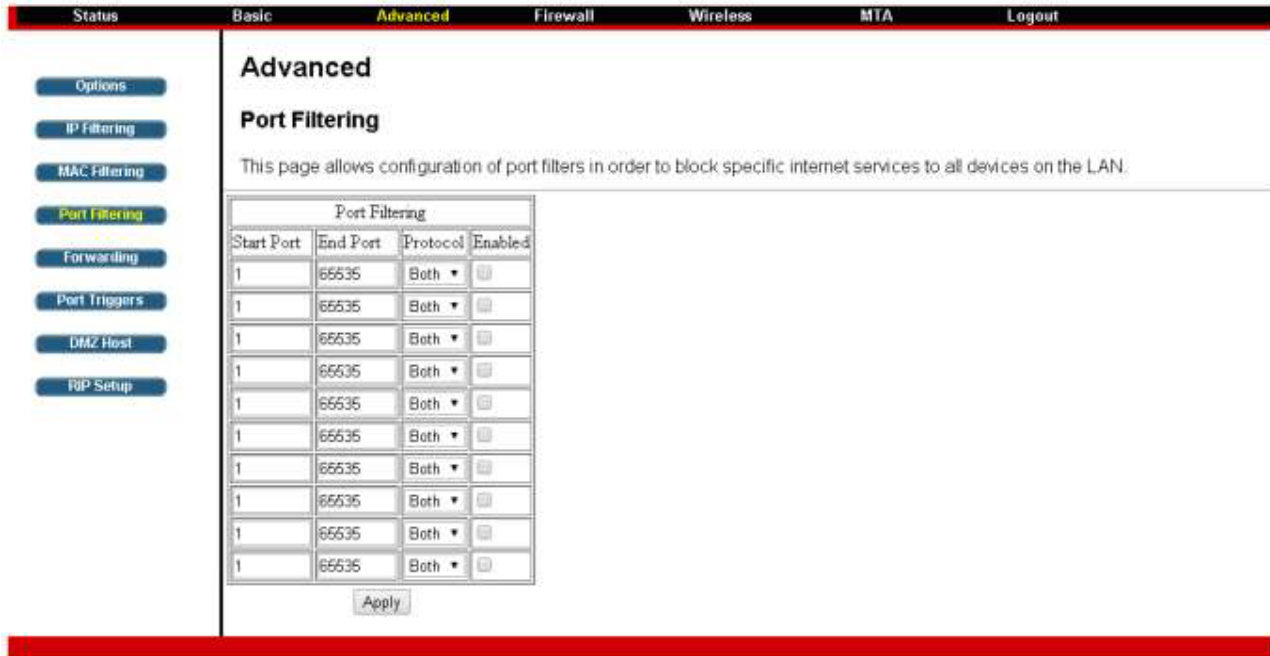 Status Basic Advanced Firewall Wireless MTA Logout
Options
IP Filtering
MAC Filtering
Port Filtering
Forwarding
Port Triggers
DMZ Host
RIP Setup
Advanced
Port Filtering
This page allows configuration of port filters in order to block specific internet services to all devices on the LAN.
Port Filtering
Start Port End Port Protocol Enabled
1 65535 Both
1 65535 Both
1 65535 Both
1 65535 Both
1 65535 Both
1 65535 Both
1 65535 Both
1 65535 Both
1 65535 Both
1 65535 Both
Apply